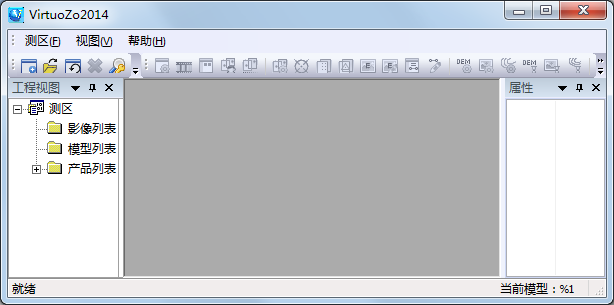 VirtuoZo2014
测区(F) 视图(V) 帮助(H)
DEM DEM
工程视图 属性
测区
影像列表
模型列表
产品列表
就绪 当前模型：%1